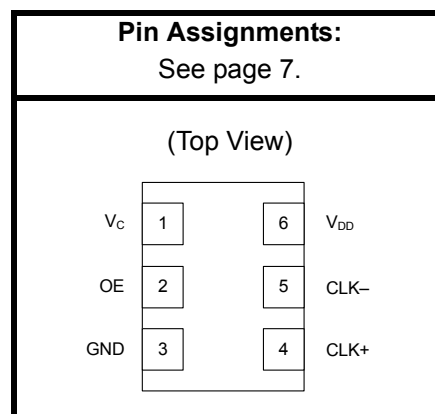 Pin Assignments:
See page 7.
(Top View)
VC 1 6 VDD
OE 2 5 CLK–
GND 3 4 CLK+